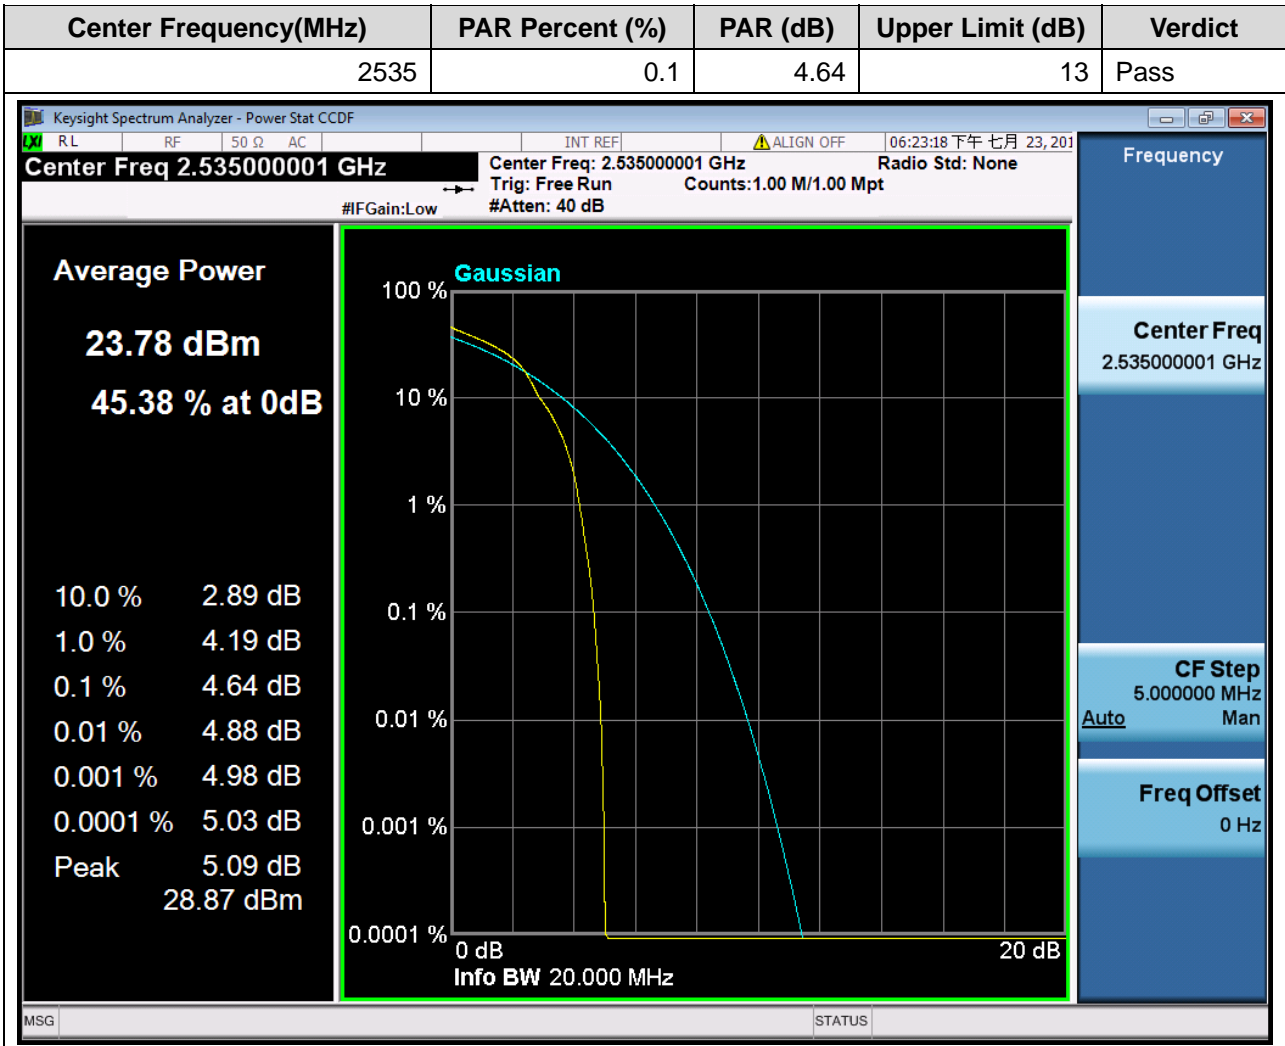 Center Frequency(MHz) PAR Percent (%) PAR (dB) Upper Limit (dB) Verdict
2535 0.1 4.64 13 Pass
Keysight Spectrum Analyzer - Power Stat CCDF
LXI RL RF 50 Ω AC INT REF ALIGN OFF 06:23:18 下午 七月 23, 201
Center Freq 2.535000001 GHz
Center Freq: 2.535000001 GHz Radio Std: None
Trig: Free Run Counts:1.00 M/1.00 Mpt
#IFGain:Low #Atten: 40 dB
Average Power
23.78 dBm
45.38 % at 0dB
10.0 % 2.89 dB
1.0 % 4.19 dB
0.1 % 4.64 dB
0.01 % 4.88 dB
0.001 % 4.98 dB
0.0001 % 5.03 dB
Peak 5.09 dB
28.87 dBm
Gaussian
100 %
10 %
1 %
0.1 %
0.01 %
0.001 %
0.0001 %
0 dB 20 dB
Info BW 20.000 MHz
Frequency
Center Freq
2.535000001 GHz
CF Step
5.000000 MHz
Auto Man
Freq Offset
0 Hz
MSG STATUS